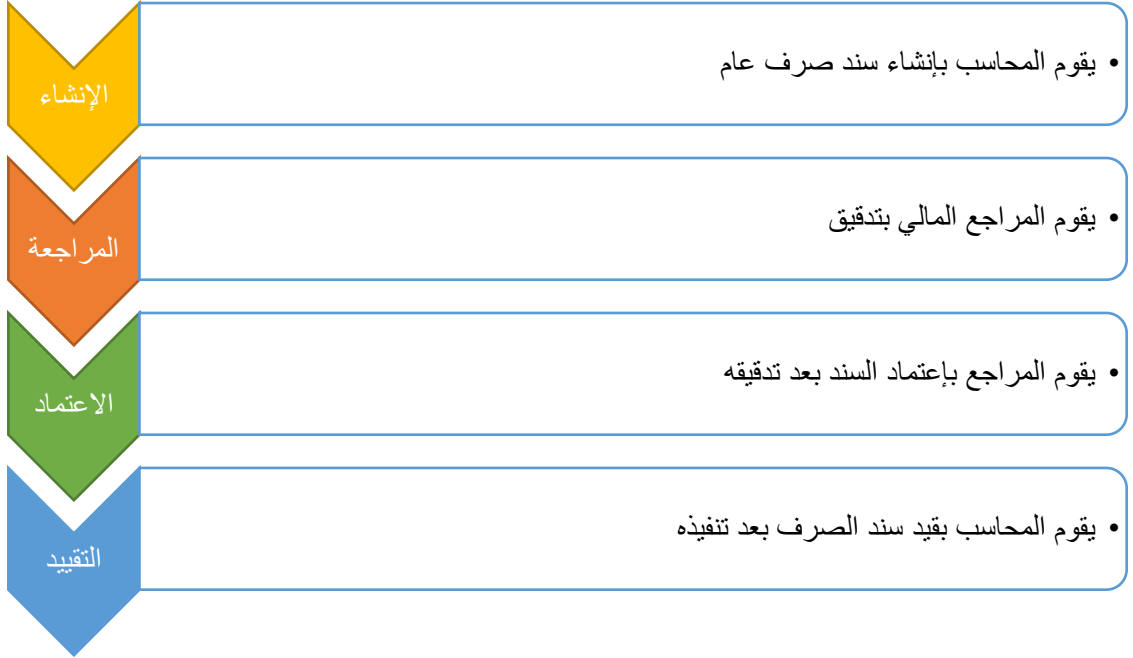 الإنشاء
• يقوم المحاسب بإنشاء سند صرف عام
المراجعة
• يقوم المراجع المالي بتدقيق
الاعتماد
• يقوم المراجع بإعتماد السند بعد تدقيقه
التقييد
• يقوم المحاسب بقيد سند الصرف بعد تنفيذه